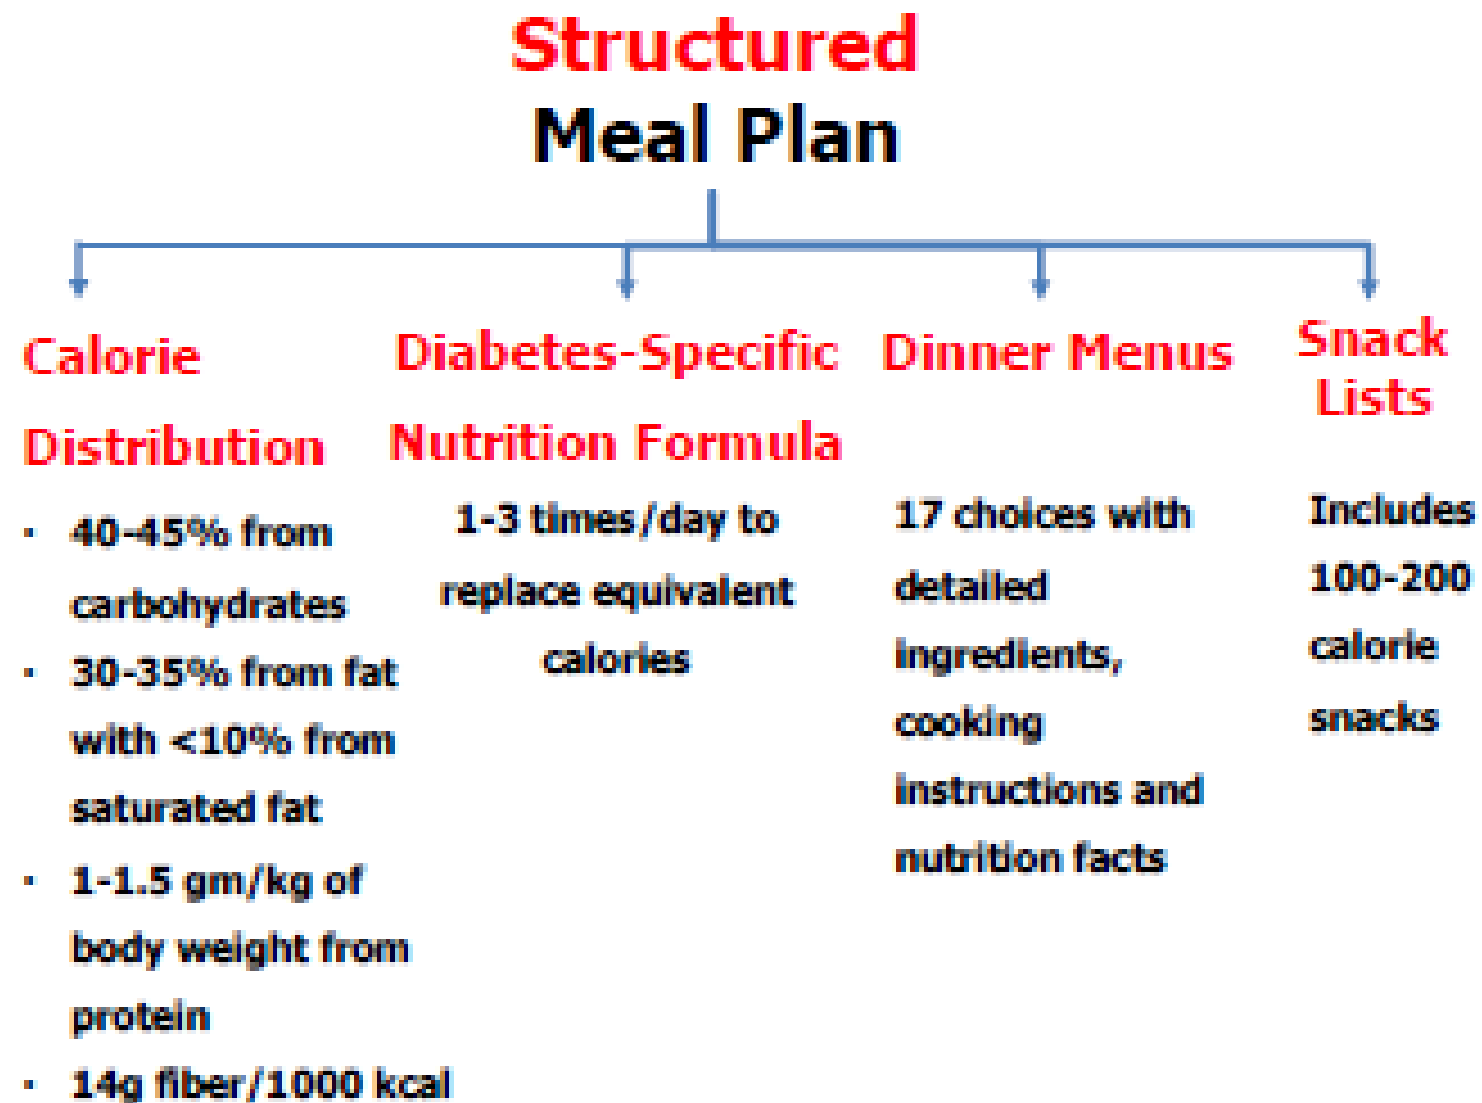 Structured
Meal Plan
Calorie
Distribution
· 40-45% from
carbohydrates
· 30-35% from fat
with <10% from
saturated fat
· 1-1.5 gm/kg of
body weight from
protein
· 14g fiber/1000 kcal
Diabetes-Specific
Nutrition Formula
1-3 times/day to
replace equivalent
calories
Dinner Menus
17 choices with
detailed
ingredients,
cooking
instructions and
nutrition facts
Snack
Lists
Includes
100-200
calorie
snacks